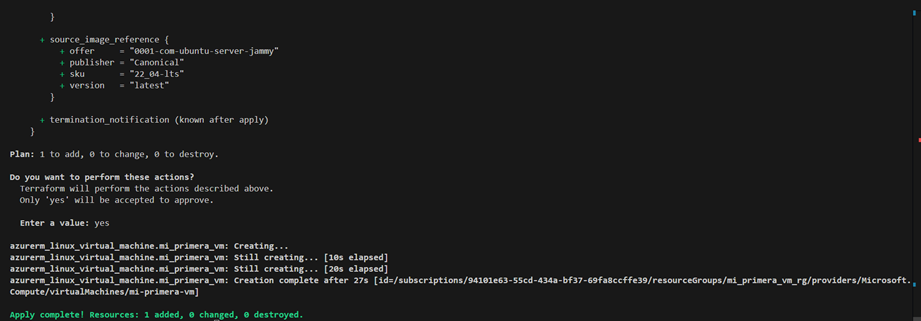 }
+ source_image_reference {
+ offer     = "0001-com-ubuntu-server-jammy"
+ publisher = "Canonical"
+ sku       = "22_04-lts"
+ version   = "latest"
}
+ termination_notification (known after apply)
}
Plan: 1 to add, 0 to change, 0 to destroy.
Do you want to perform these actions?
Terraform will perform the actions described above.
Only 'yes' will be accepted to approve.
Enter a value: yes
azurerm_linux_virtual_machine.mi_primera_vm: Creating...
azurerm_linux_virtual_machine.mi_primera_vm: Still creating... [10s elapsed]
azurerm_linux_virtual_machine.mi_primera_vm: Still creating... [20s elapsed]
azurerm_linux_virtual_machine.mi_primera_vm: Creation complete after 27s [id=/subscriptions/94101e63-55cd-434a-bf37-69fa8ccffe39/resourceGroups/mi_primera_vm_rg/providers/Microsoft.
Compute/virtualMachines/mi-primera-vm]
Apply complete! Resources: 1 added, 0 changed, 0 destroyed.